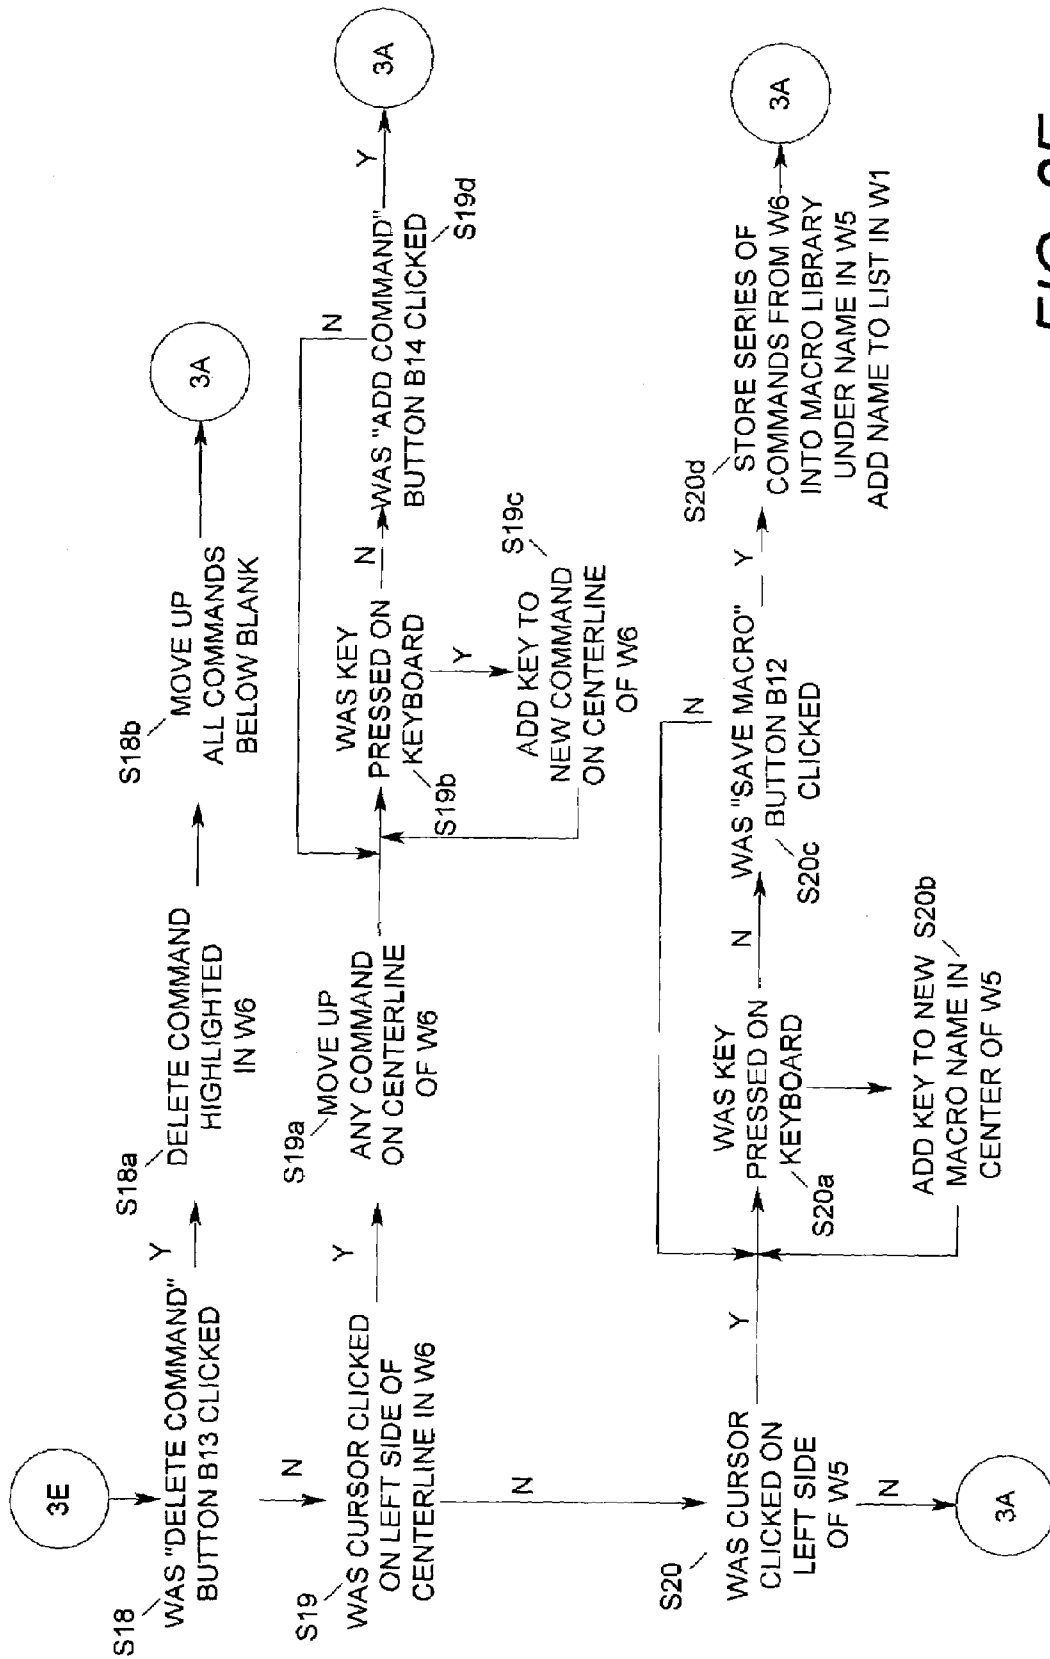 3E
S18
WAS "DELETE COMMAND"
BUTTON B13 CLICKED
Y
S18a
DELETE COMMAND
HIGHLIGHTED
IN W6
S18b
MOVE UP
ALL COMMANDS
BELOW BLANK
3A
N
S19
WAS CURSOR CLICKED
ON LEFT SIDE OF
CENTERLINE IN W6
Y
S19a
MOVE UP
ANY COMMAND
ON CENTERLINE
OF W6
WAS KEY
PRESSED ON
KEYBOARD
S19b
N
WAS "ADD COMMAND"
BUTTON B14 CLICKED
S19d
N
Y
3A
Y
S19c
ADD KEY TO
NEW COMMAND
ON CENTERLINE
OF W6
N
S20
WAS CURSOR
CLICKED ON
LEFT SIDE
OF W5
Y
WAS KEY
PRESSED ON
KEYBOARD
S20a
N
WAS "SAVE MACRO"
BUTTON B12
CLICKED
S20c
N
Y
S20d
STORE SERIES OF
COMMANDS FROM W6
INTO MACRO LIBRARY
UNDER NAME IN W5
ADD NAME TO LIST IN W1
3A
S20b
ADD KEY TO NEW
MACRO NAME IN
CENTER OF W5
N
3A